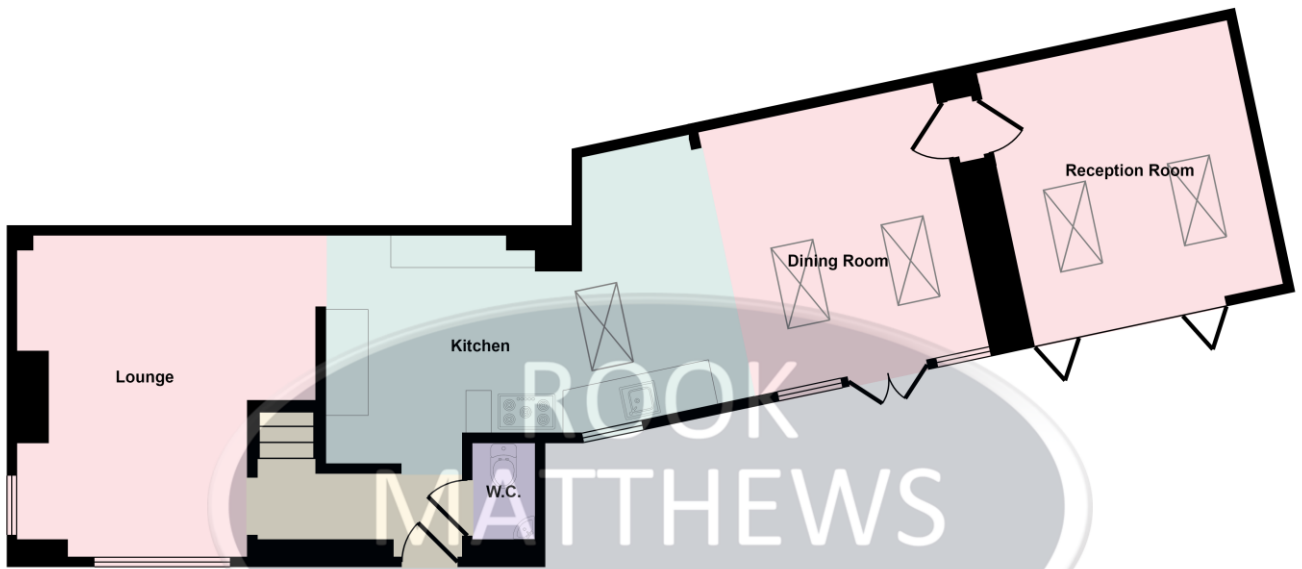 Reception Room
Dining Room
Kitchen
Lounge
W.C.
ROOK
MATTHEWS